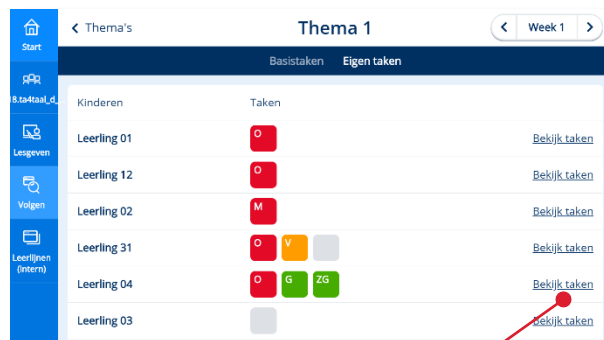 Start
18.ta4taal_d_
Lesgeven
Volgen
Leerlijnen
(intern)
Thema's
Thema 1
Week 1
Basistaken Eigen taken
Kinderen Taken
Leerling 01 O Bekijk taken
Leerling 12 O Bekijk taken
Leerling 02 M Bekijk taken
Leerling 31 O V Bekijk taken
Leerling 04 O G ZG Bekijk taken
Leerling 03 Bekijk taken